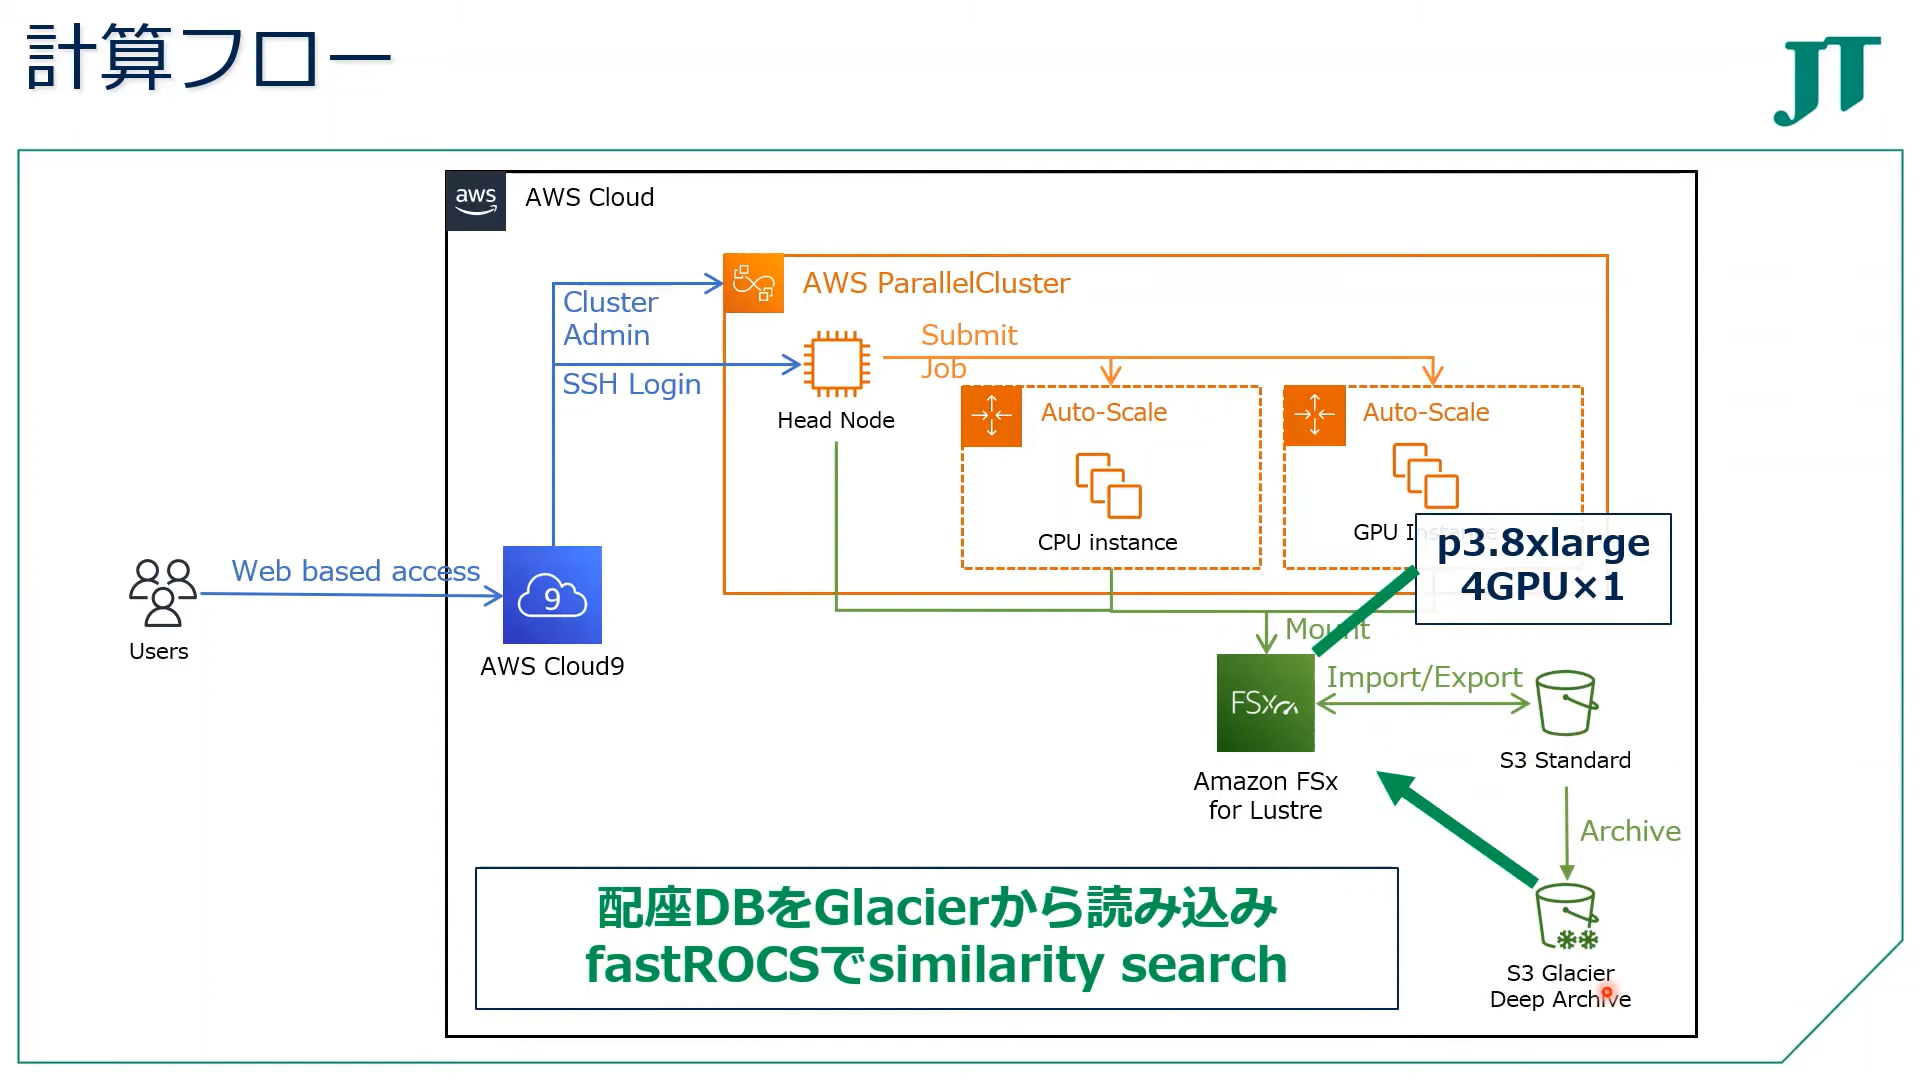 計算フロー
JT
aws
AWS Cloud
AWS ParallelCluster
Cluster
Admin
SSH Login
Submit
Job
Head Node
Auto-Scale
CPU instance
Auto-Scale
GPU Instance
p3.8xlarge
4GPU×1
Web based access
Users
9
AWS Cloud9
Mount
FSx
Import/Export
Amazon FSx
for Lustre
S3 Standard
Archive
S3 Glacier
Deep Archive
配座DBをGlacierから読み込み
fastROCSでsimilarity search